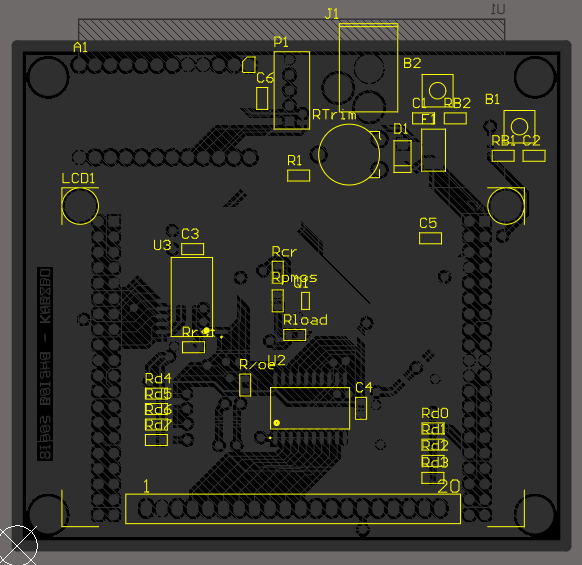 J1
A1
P1
C6
B2
RTrim
C1
RB2
B1
F1
D1
RB1 C2
R1
LCD1
C5
U3
C3
Rcr
Rpmos
Q1
Rload
R/oe
U2
C4
Rd4
Rd5
Rd6
Rd7
Rd0
Rd1
Rd2
Rd3
1
20